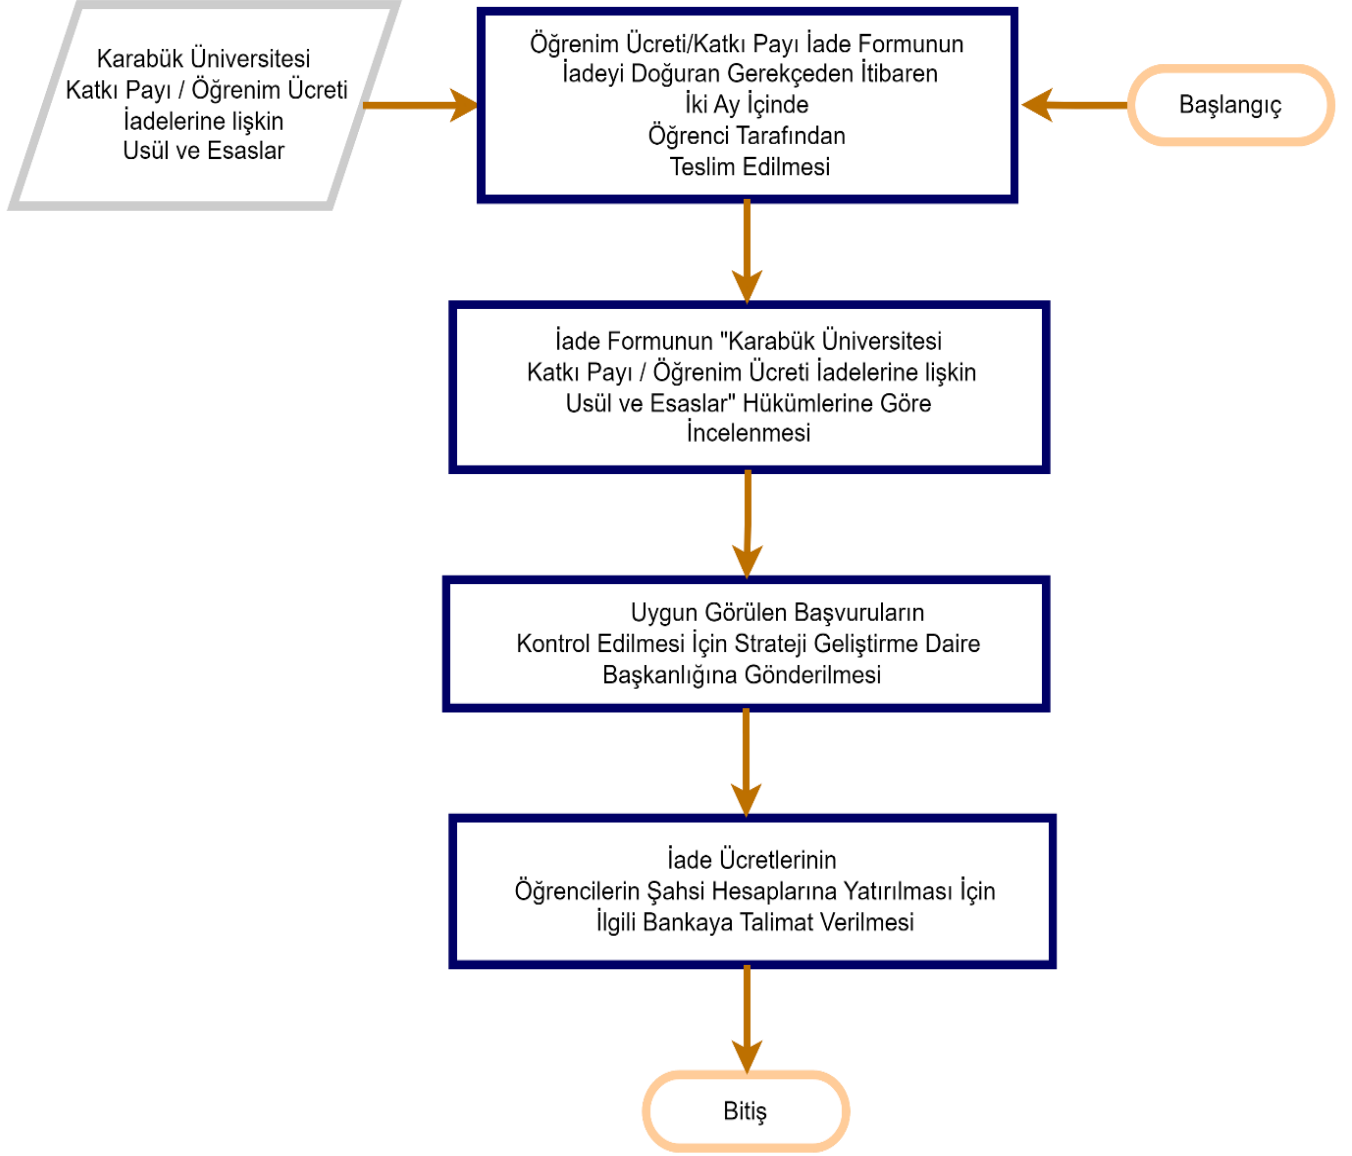 Karabük Üniversitesi
Katkı Payı / Öğrenim Ücreti
İadelerine lişkin
Usül ve Esaslar
Öğrenim Ücreti/Katkı Payı İade Formunun
İadeyi Doğuran Gerekçeden İtibaren
İki Ay İçinde
Öğrenci Tarafından
Teslim Edilmesi
Başlangıç
İade Formunun "Karabük Üniversitesi
Katkı Payı / Öğrenim Ücreti İadelerine lişkin
Usül ve Esaslar" Hükümlerine Göre
İncelenmesi
Uygun Görülen Başvuruların
Kontrol Edilmesi İçin Strateji Geliştirme Daire
Başkanlığına Gönderilmesi
İade Ücretlerinin
Öğrencilerin Şahsi Hesaplarına Yatırılması İçin
İlgili Bankaya Talimat Verilmesi
Bitiş